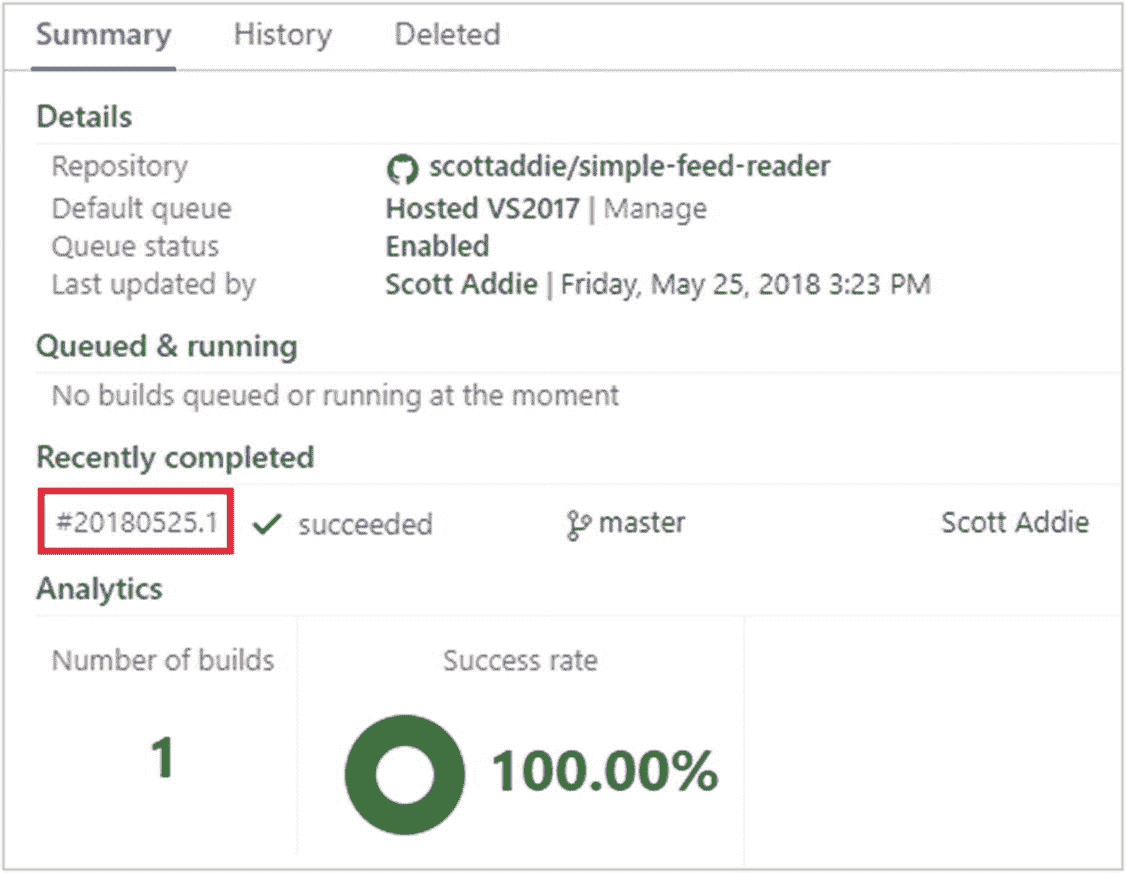 Summary History Deleted
Details
Repository scottaddie/simple-feed-reader
Default queue Hosted VS2017 | Manage
Queue status Enabled
Last updated by Scott Addie | Friday, May 25, 2018 3:23 PM
Queued & running
No builds queued or running at the moment
Recently completed
#20180525.1 succeeded master Scott Addie
Analytics
Number of builds Success rate
1 100.00%